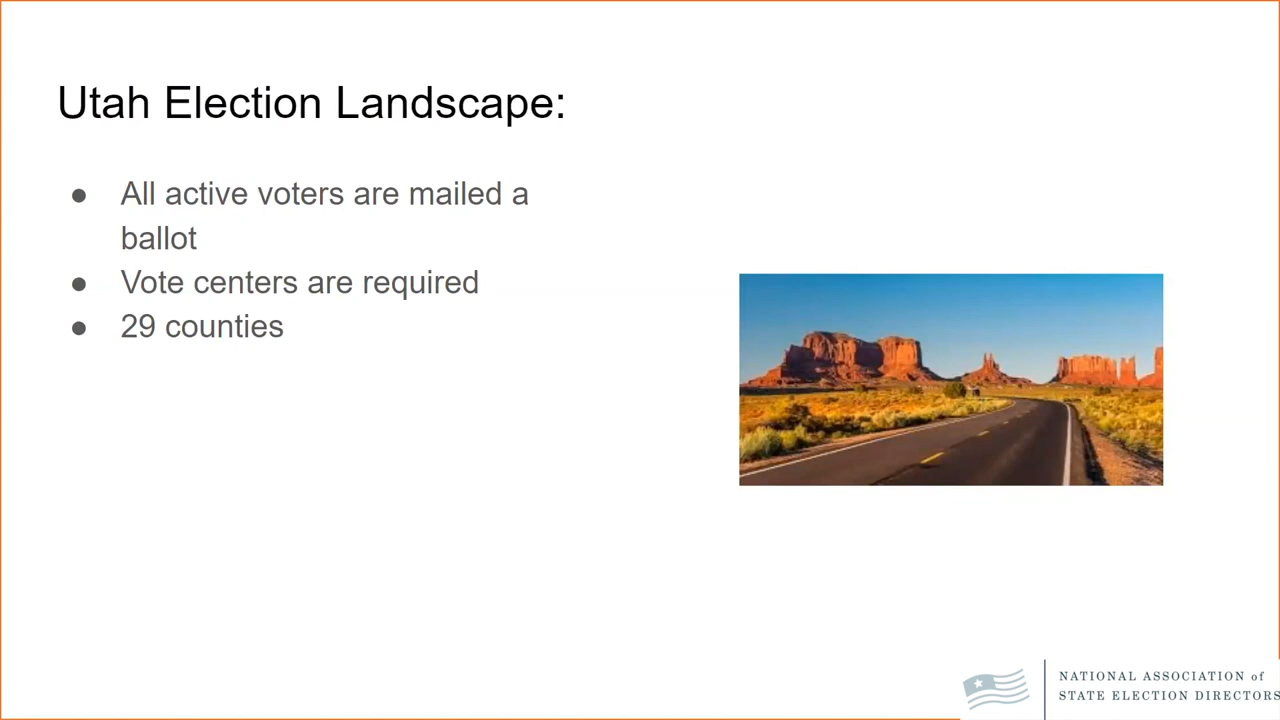 Utah Election Landscape:
● All active voters are mailed a
ballot
● Vote centers are required
● 29 counties
NATIONAL ASSOCIATION of
STATE ELECTION DIRECTORS